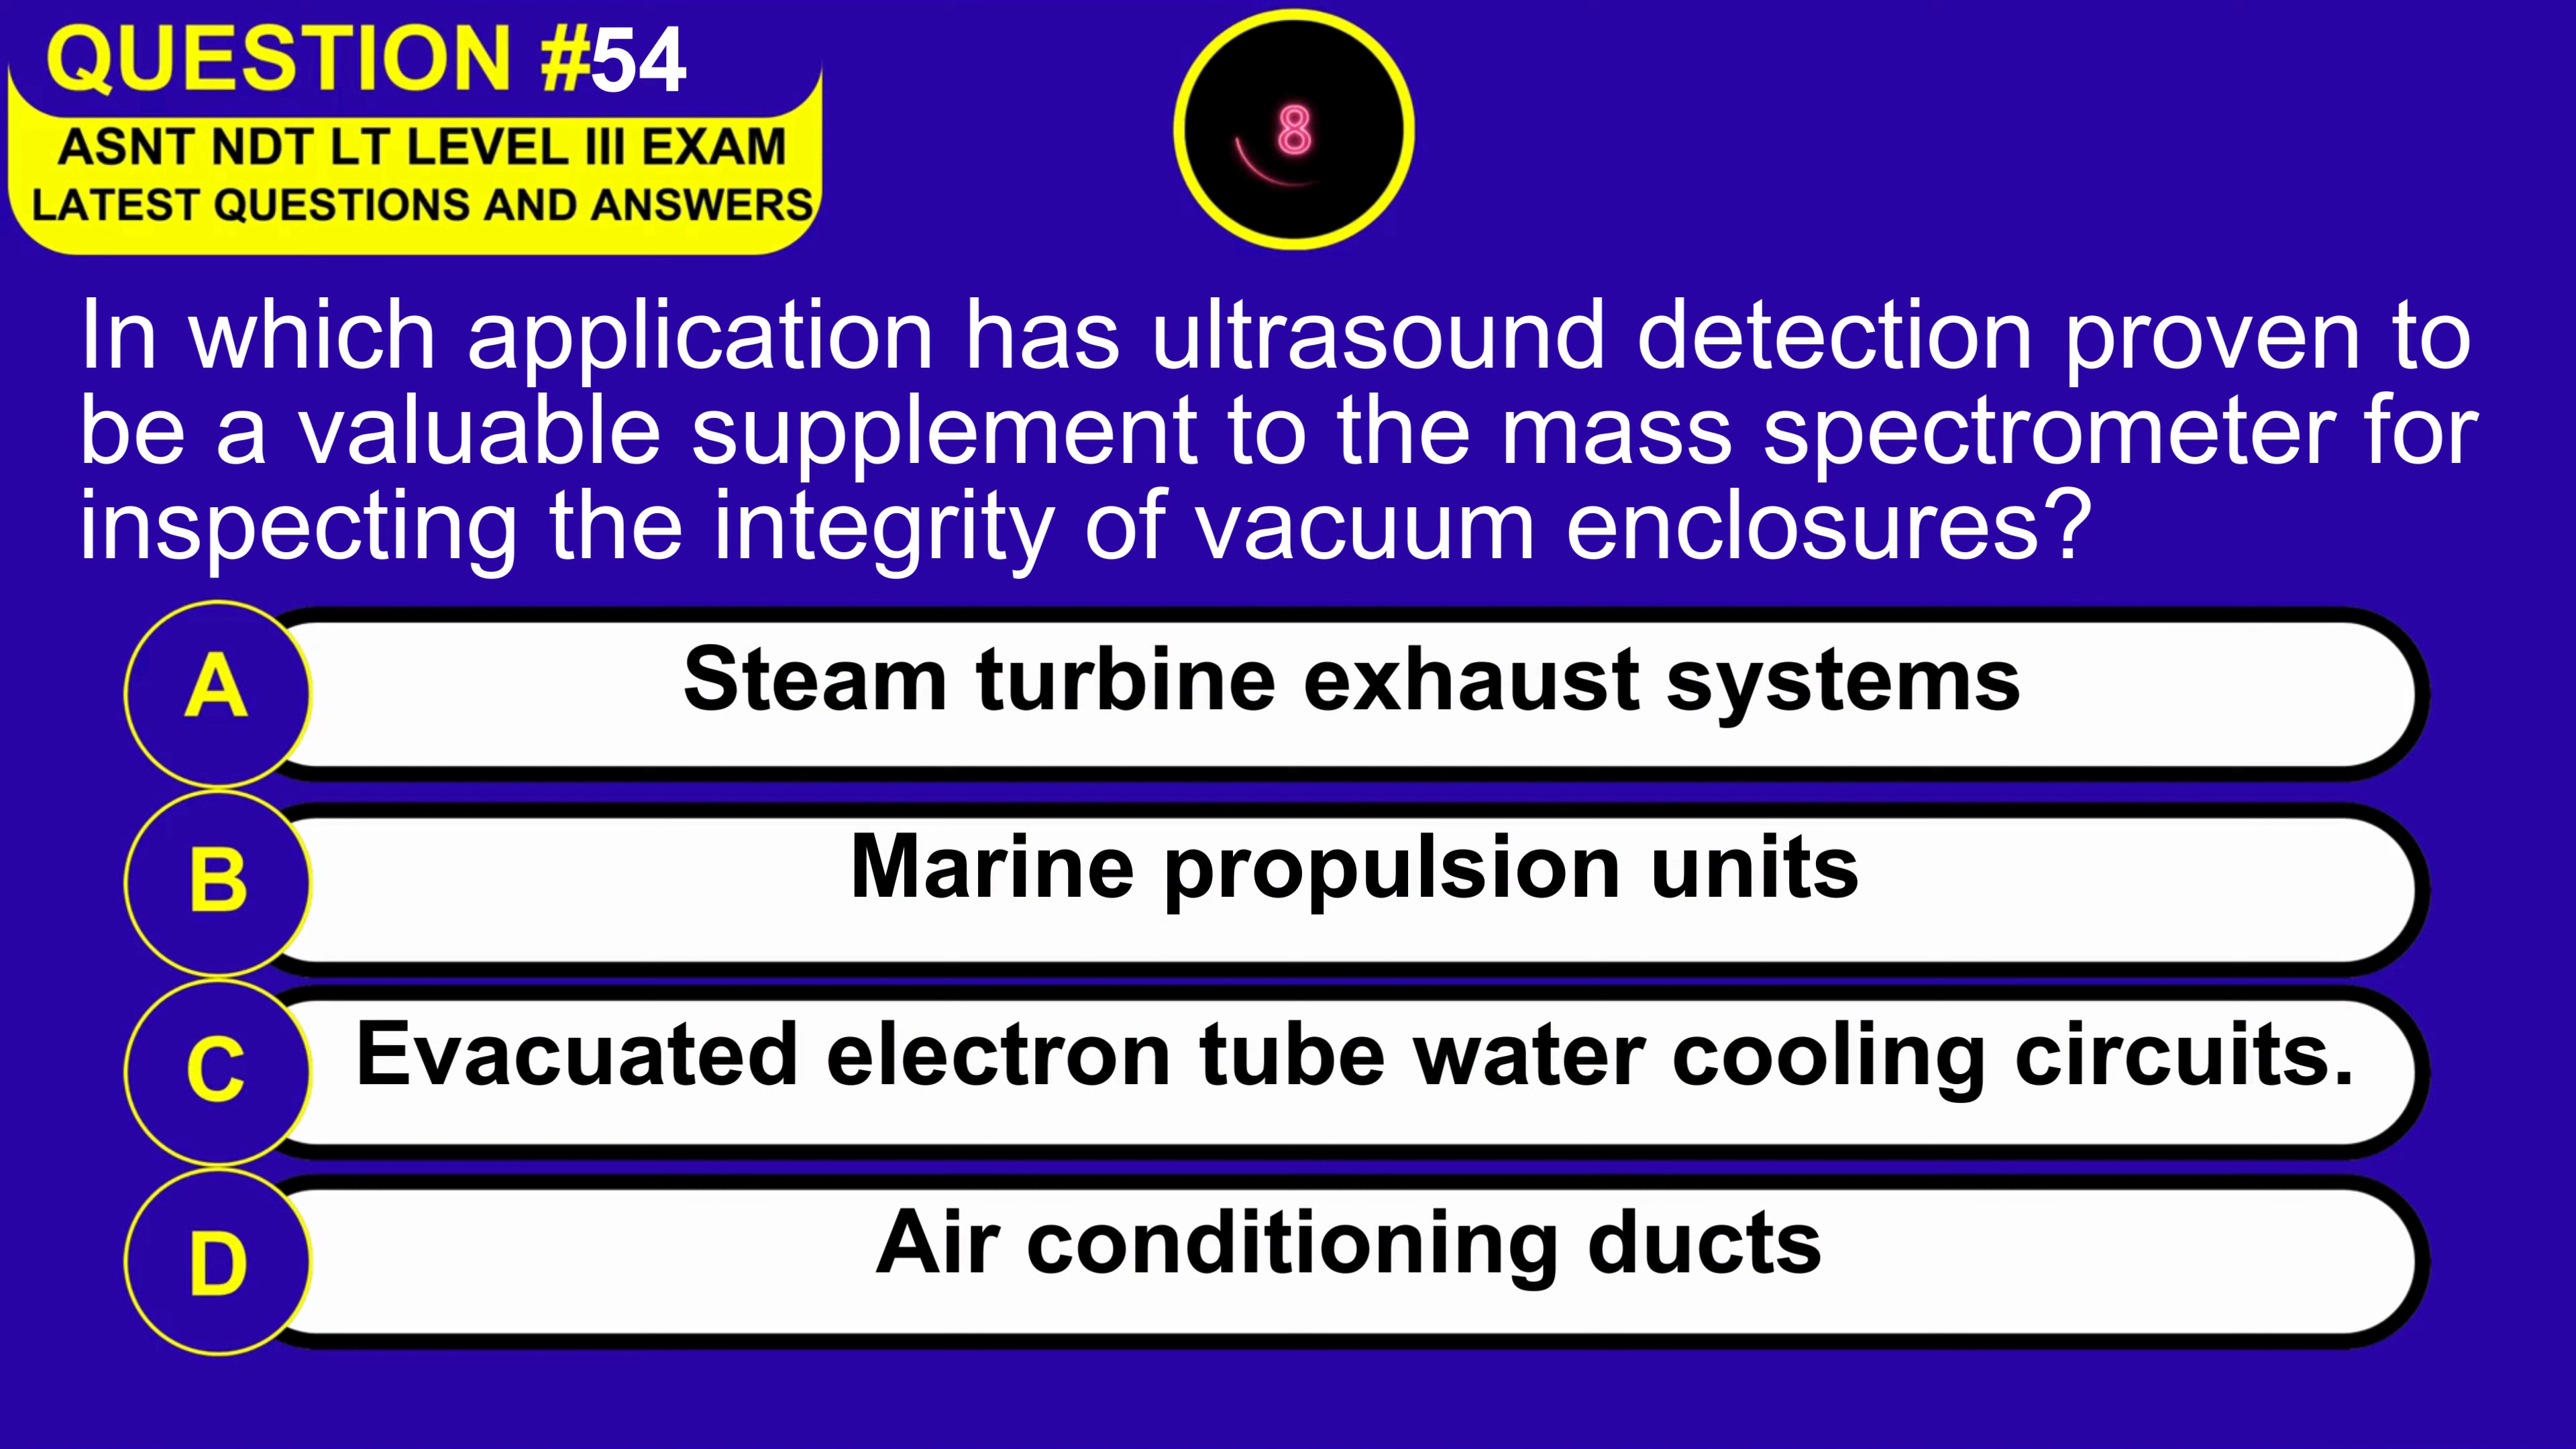 QUESTION #54
ASNT NDT LT LEVEL III EXAM
LATEST QUESTIONS AND ANSWERS
8
In which application has ultrasound detection proven to
be a valuable supplement to the mass spectrometer for
inspecting the integrity of vacuum enclosures?
A Steam turbine exhaust systems
B Marine propulsion units
C Evacuated electron tube water cooling circuits.
D Air conditioning ducts